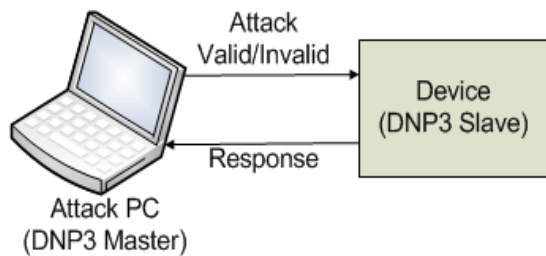 Attack
Valid/Invalid
Device
(DNP3 Slave)
Response
Attack PC
(DNP3 Master)